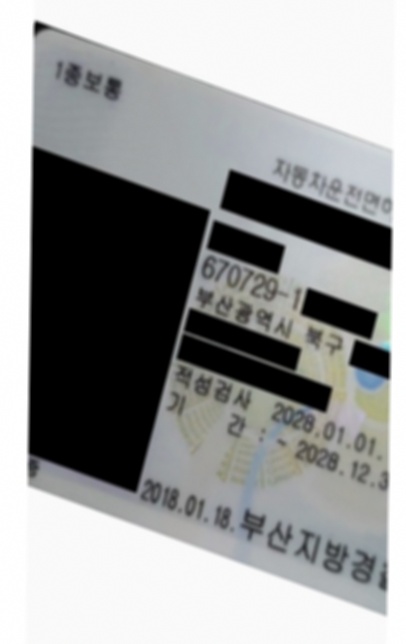 1종보통
자동차운전면허
670729-1
부산광역시 북구
적성검사 2028.01.01.
기 간 : ~ 2028.12.3
2018.01.18. 부산지방경찰